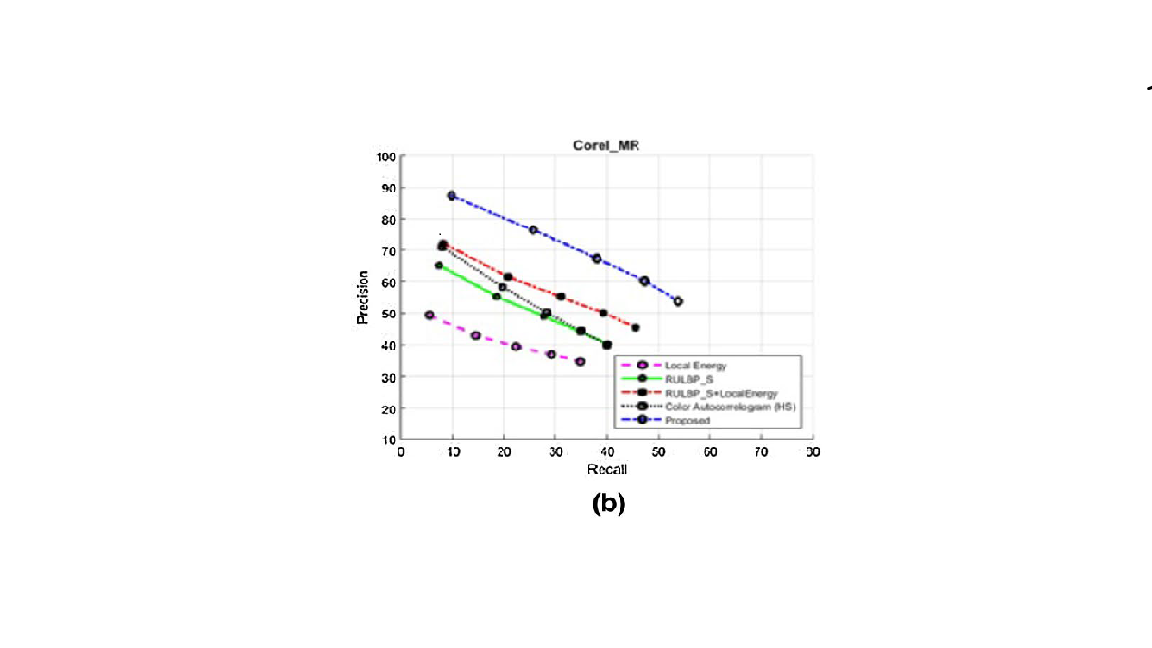 Corel_MR
100
90
80
70
60
50
40
30
20
10
Precision
0 10 20 30 40 50 60 70 80
Recall
Local Energy
RULBP_S
RULBP_S+LocalEnergy
Color Autocorrelogram (HS)
Proposed
(b)